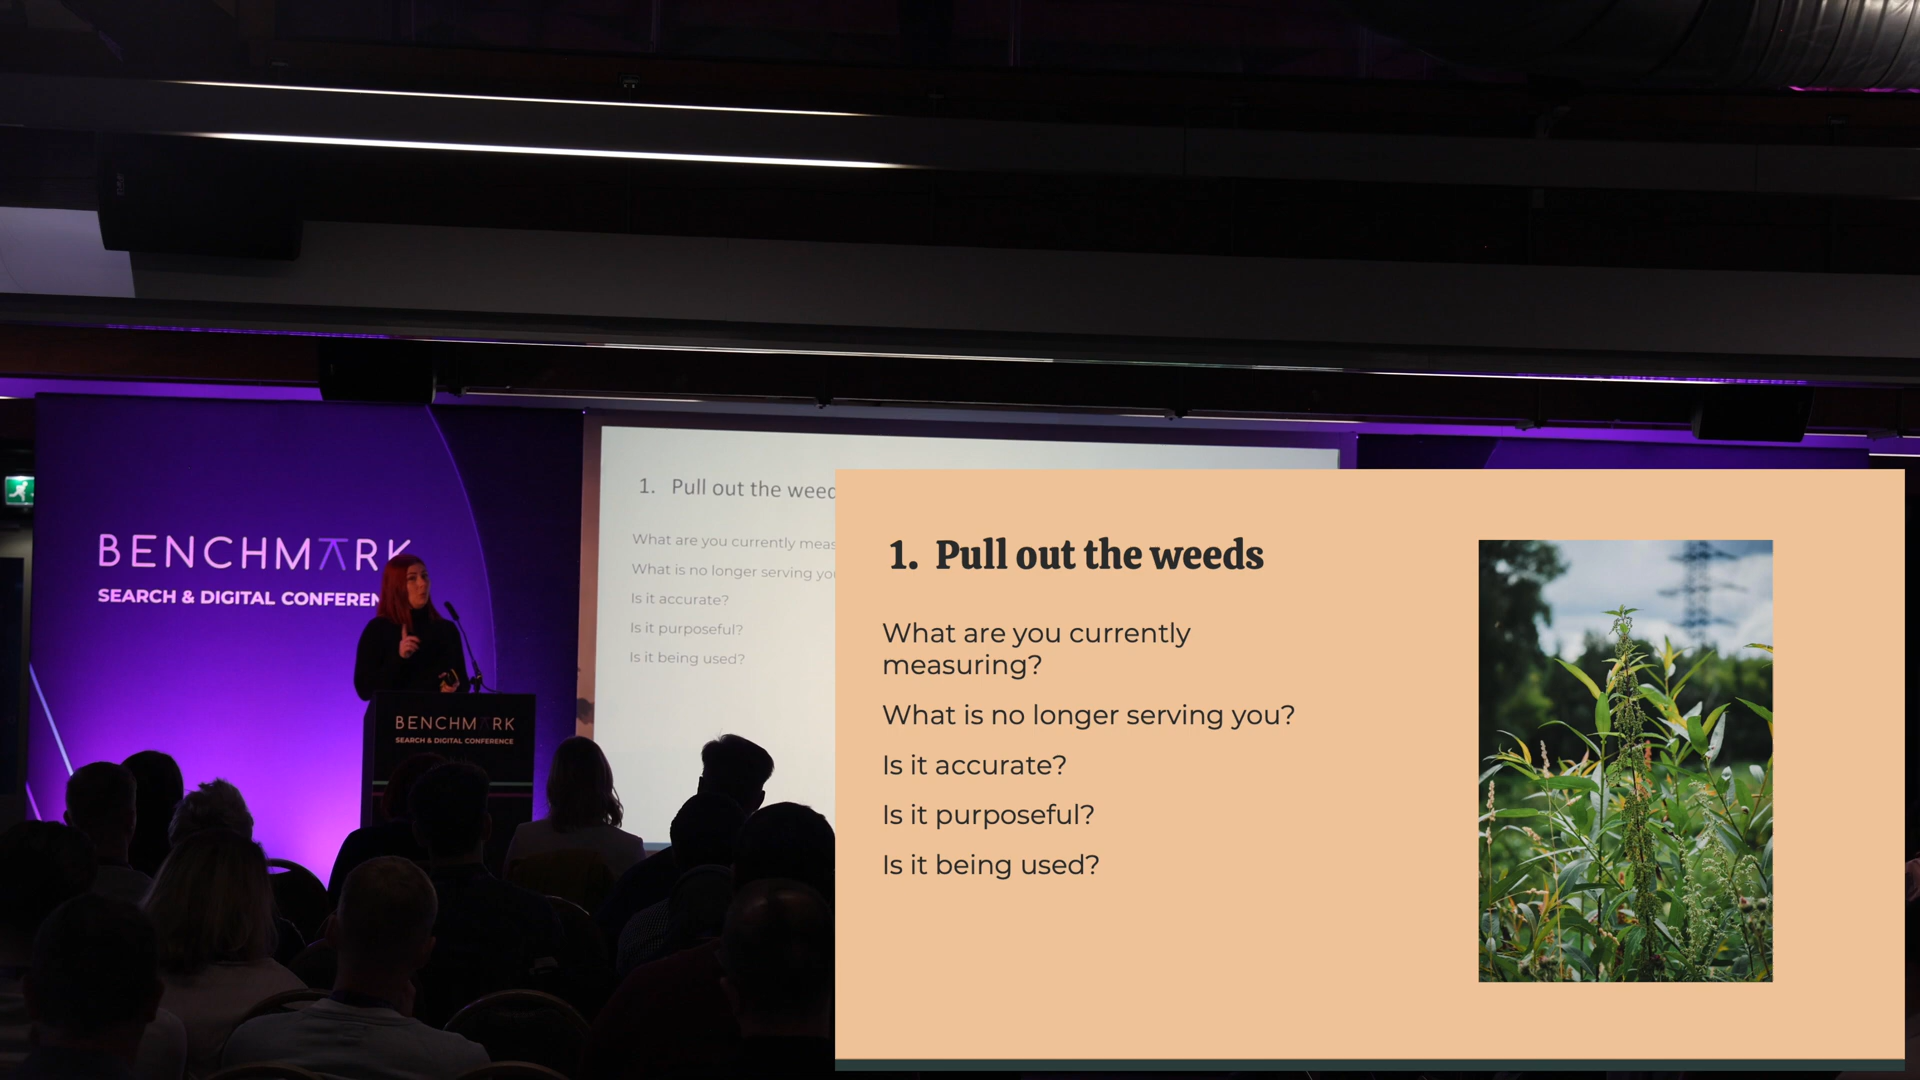 BENCHMARK
SEARCH & DIGITAL CONFEREN
BENCHMARK
SEARCH & DIGITAL CONFERENCE
1. Pull out the weed
What are you currently meas
What is no longer serving you
Is it accurate?
Is it purposeful?
Is it being used?
1. Pull out the weeds
What are you currently
measuring?
What is no longer serving you?
Is it accurate?
Is it purposeful?
Is it being used?